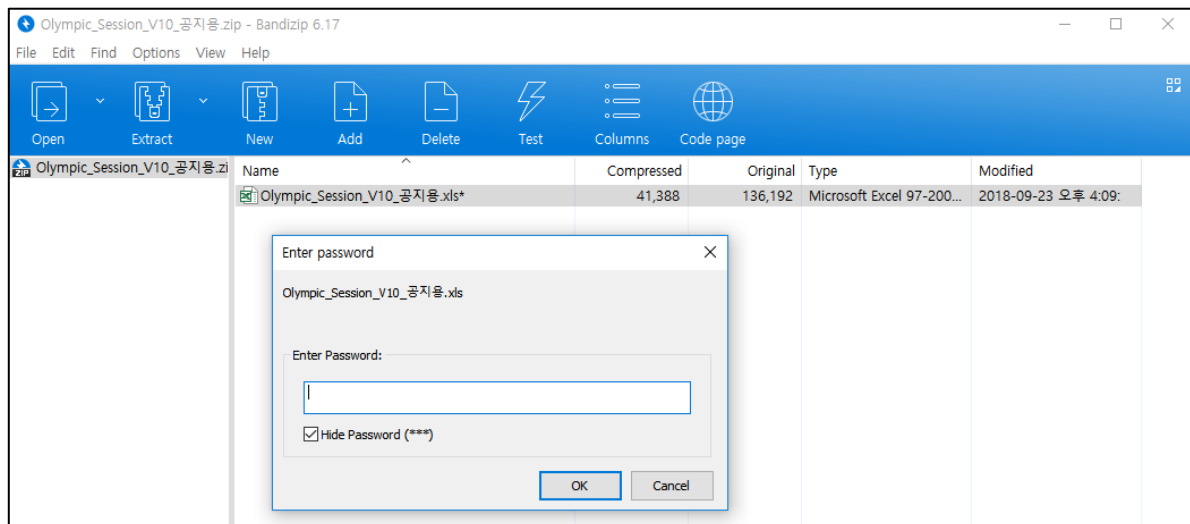 Olympic_Session_V10_공지용.zip - Bandizip 6.17
File Edit Find Options View Help
Open Extract New Add Delete Test Columns Code page
Olympic_Session_V10_공지용.zi
Name Compressed Original Type Modified
Olympic_Session_V10_공지용.xls* 41,388 136,192 Microsoft Excel 97-200... 2018-09-23 오후 4:09:
Enter password
Olympic_Session_V10_공지용.xls
Enter Password:
Hide Password (***)
OK Cancel